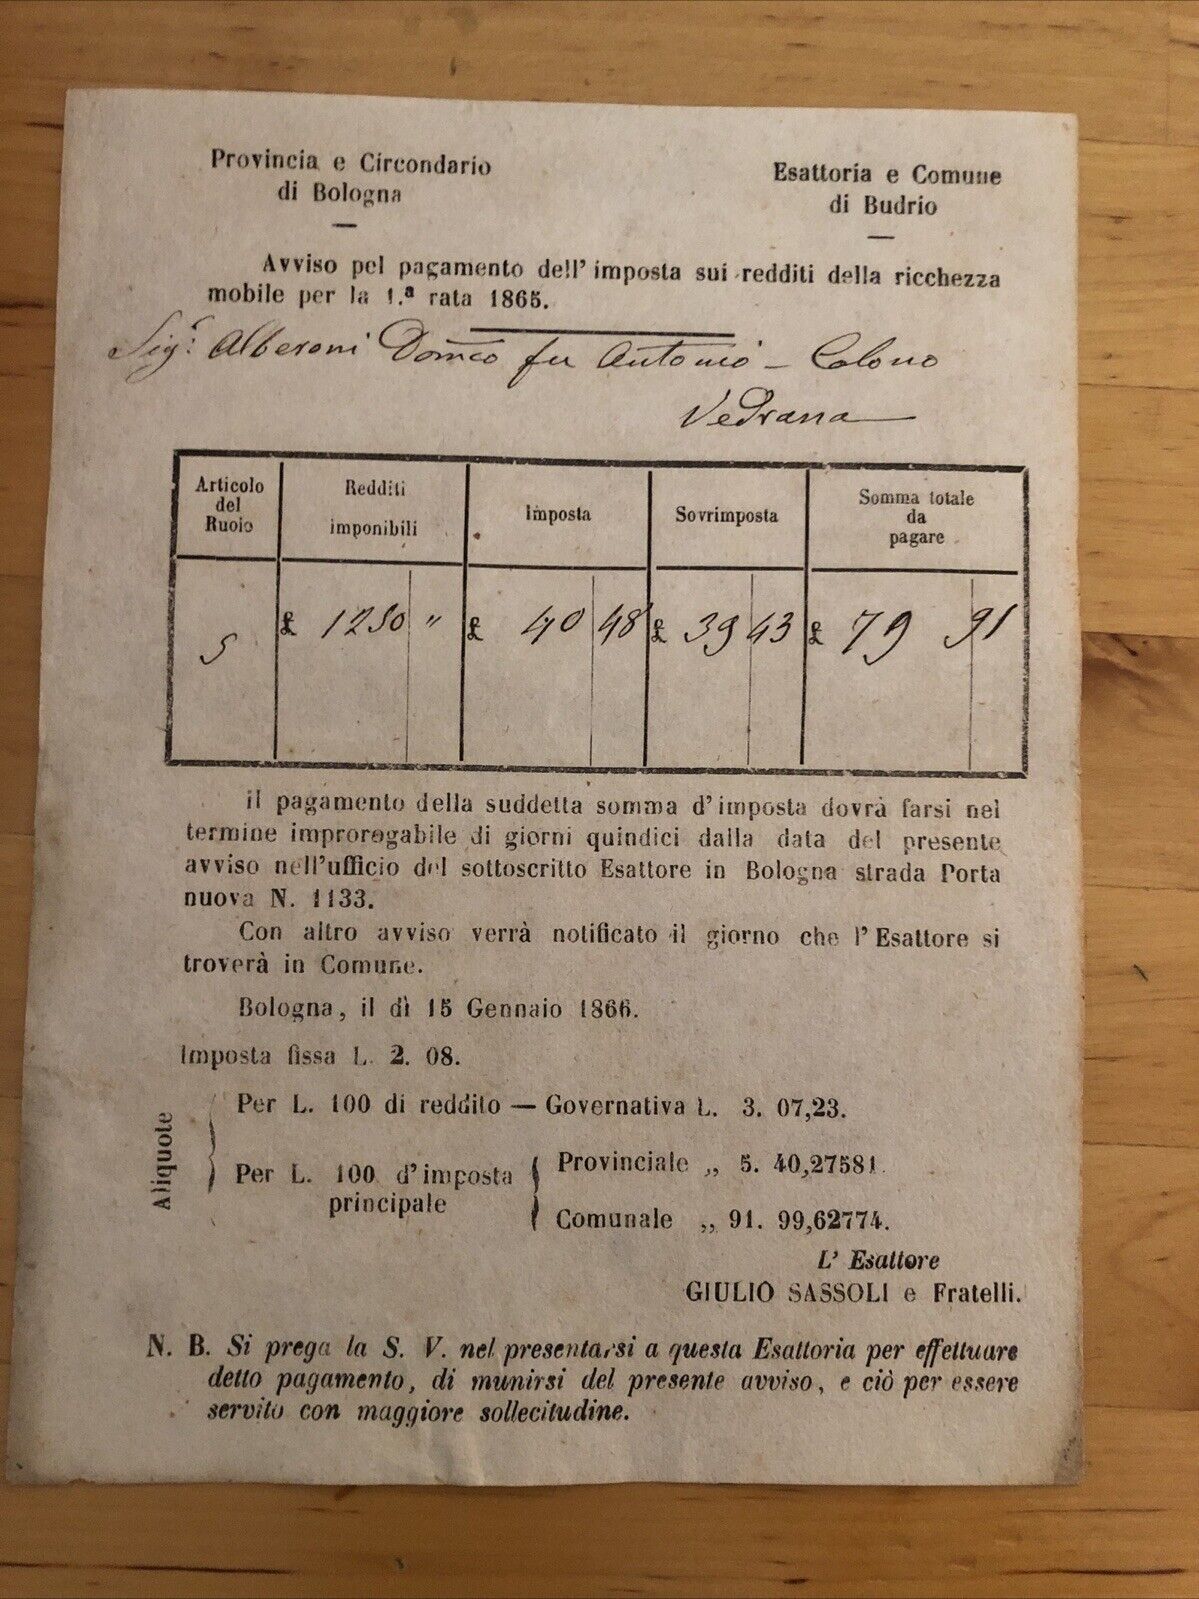 Provincia e Circondario
di Bologna
Esattoria e Comune
di Budrio
Avviso pel pagamento dell' imposta sui redditi della ricchezza
mobile per la 1.ª rata 1865.
Sigr. Alberoni Domco fu Antonio - Colono
Vedrana
Articolo
del
Ruolo
Redditi
imponibili
Imposta
Sovrimposta
Somma totale
da
pagare
5 £ 1250 " £ 40 48 £ 39 43 £ 79 91
il pagamento della suddetta somma d' imposta dovrà farsi nel
termine improrogabile di giorni quindici dalla data del presente
avviso nell'ufficio del sottoscritto Esattore in Bologna strada Porta
nuova N. 1133.
Con altro avviso verrà notificato il giorno che l' Esattore si
troverà in Comune.
Bologna, il dì 15 Gennaio 1866.
Imposta fissa L. 2. 08.
Aliquote
Per L. 100 di reddito — Governativa L. 3. 07,23.
Per L. 100 d' imposta
principale
Provinciale „ 5. 40,27581.
Comunale „ 91. 99,62774.
L' Esattore
GIULIO SASSOLI e Fratelli.
N. B. Si prega la S. V. nel presentarsi a questa Esattoria per effettuare
detto pagamento, di munirsi del presente avviso, e ciò per essere
servito con maggiore sollecitudine.